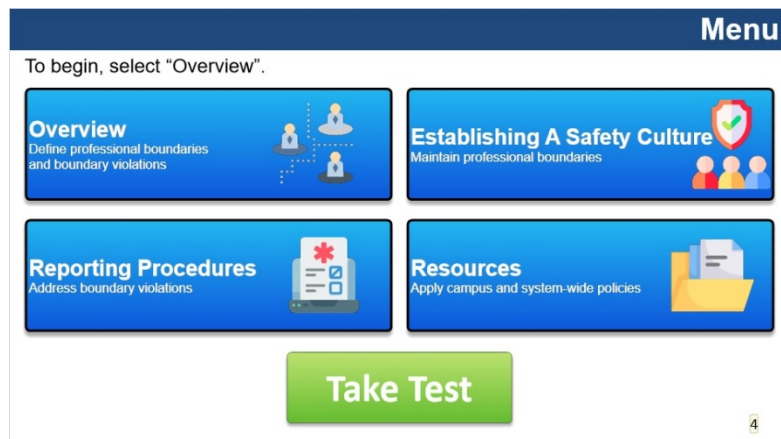 Menu
To begin, select “Overview”.
Overview
Define professional boundaries
and boundary violations
Establishing A Safety Culture
Maintain professional boundaries
Reporting Procedures
Address boundary violations
Resources
Apply campus and system-wide policies
Take Test
4